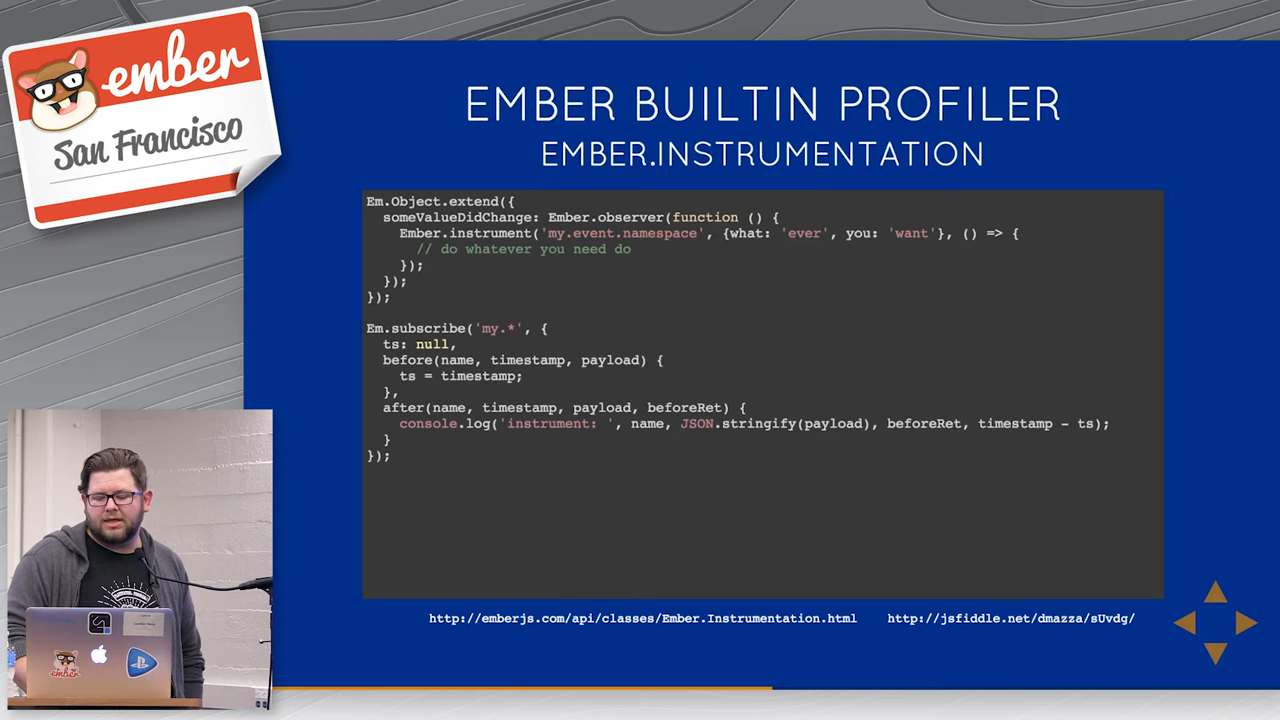 ember
San Francisco
EMBER BUILTIN PROFILER
EMBER.INSTRUMENTATION
Em.Object.extend({
  someValueDidChange: Ember.observer(function () {
    Ember.instrument('my.event.namespace', {what: 'ever', you: 'want'}, () => {
      // do whatever you need do
    });
  });
});
Em.subscribe('my.*', {
  ts: null,
  before(name, timestamp, payload) {
    ts = timestamp;
  },
  after(name, timestamp, payload, beforeRet) {
    console.log('instrument: ', name, JSON.stringify(payload), beforeRet, timestamp - ts);
  }
});
http://emberjs.com/api/classes/Ember.Instrumentation.html
http://jsfiddle.net/dmazza/sUvdg/
ember